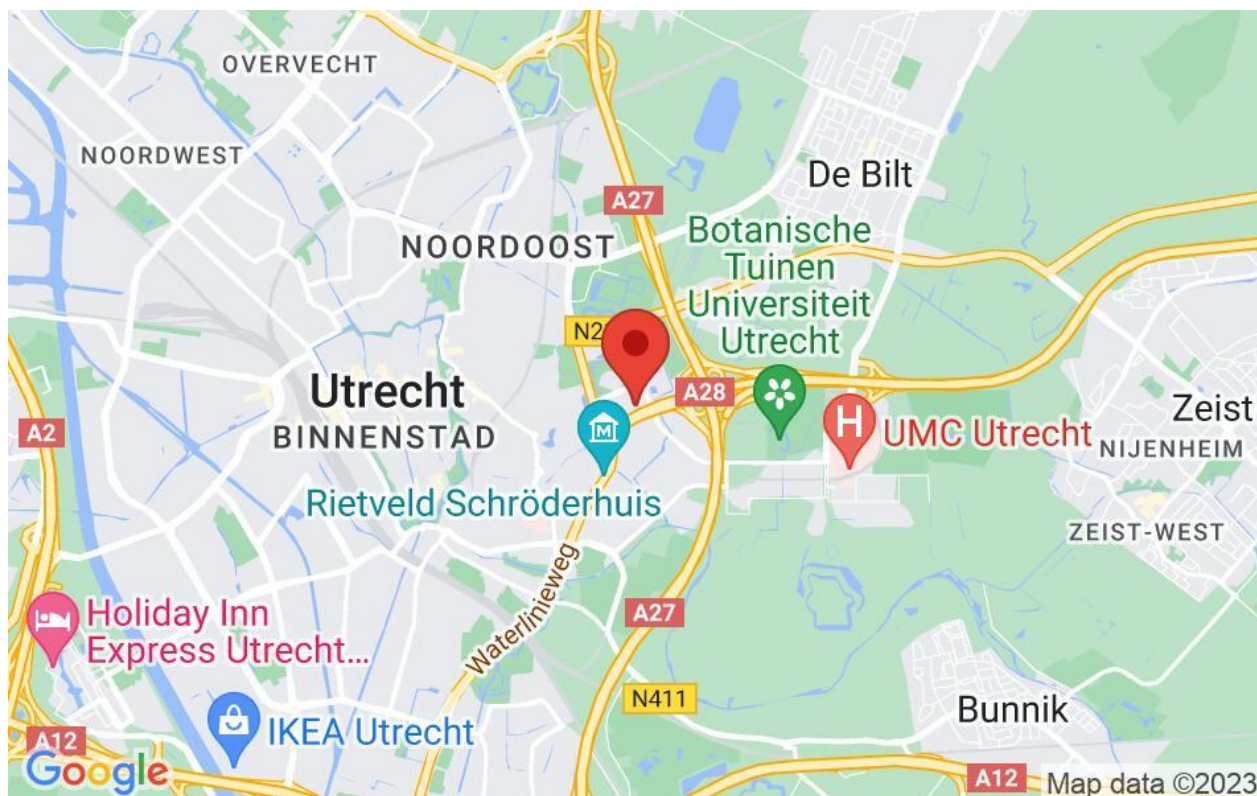 OVERVECHT
NOORDWEST
De Bilt
A27
NOORDOOST
Botanische
Tuinen
Universiteit
Utrecht
Utrecht
BINNENSTAD
A28
A2
Zeist
NIJENHEIM
UMC Utrecht
H
M
Rietveld Schröderhuis
ZEIST-WEST
Waterlinieweg
A27
Holiday Inn
Express Utrecht...
N411
Bunnik
IKEA Utrecht
A12
Google
A12
Map data ©2023